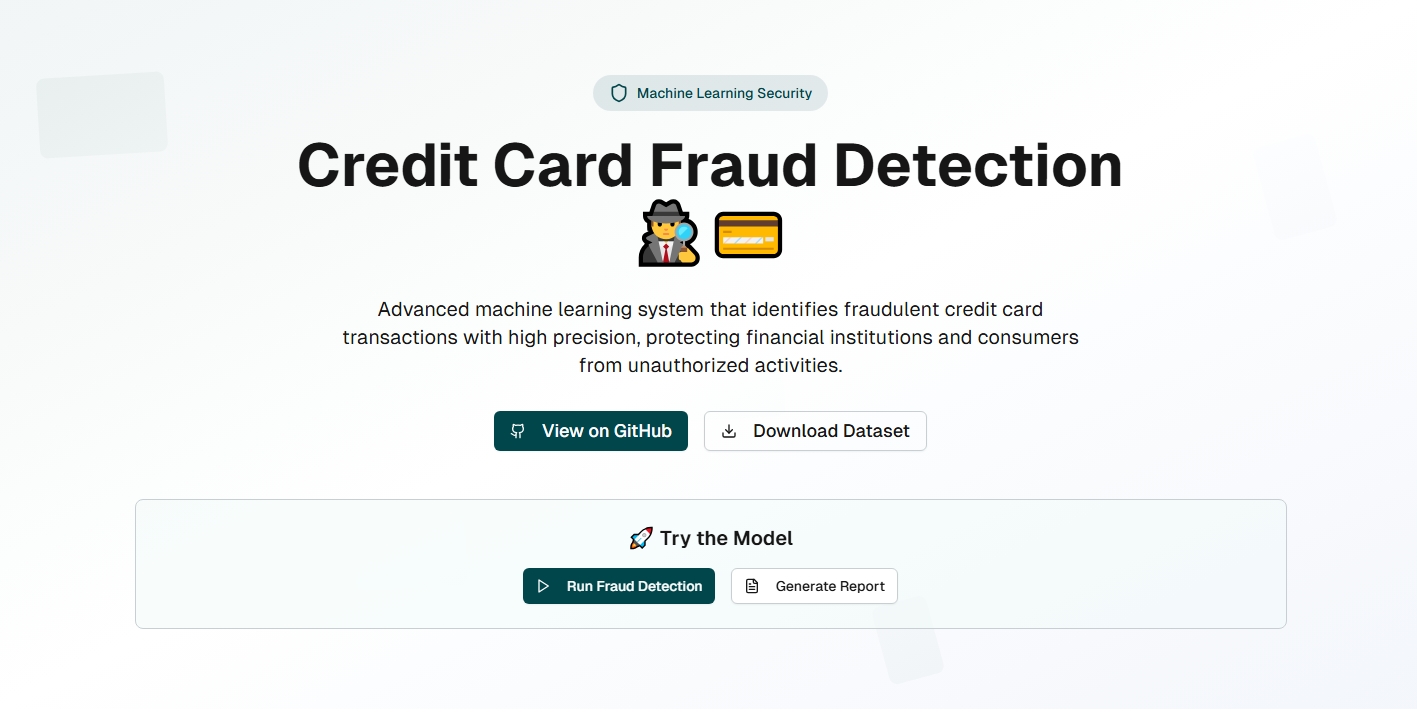 Machine Learning Security
Credit Card Fraud Detection
🕵️ 💳
Advanced machine learning system that identifies fraudulent credit card
transactions with high precision, protecting financial institutions and consumers
from unauthorized activities.
View on GitHub
Download Dataset
🚀 Try the Model
Run Fraud Detection
Generate Report